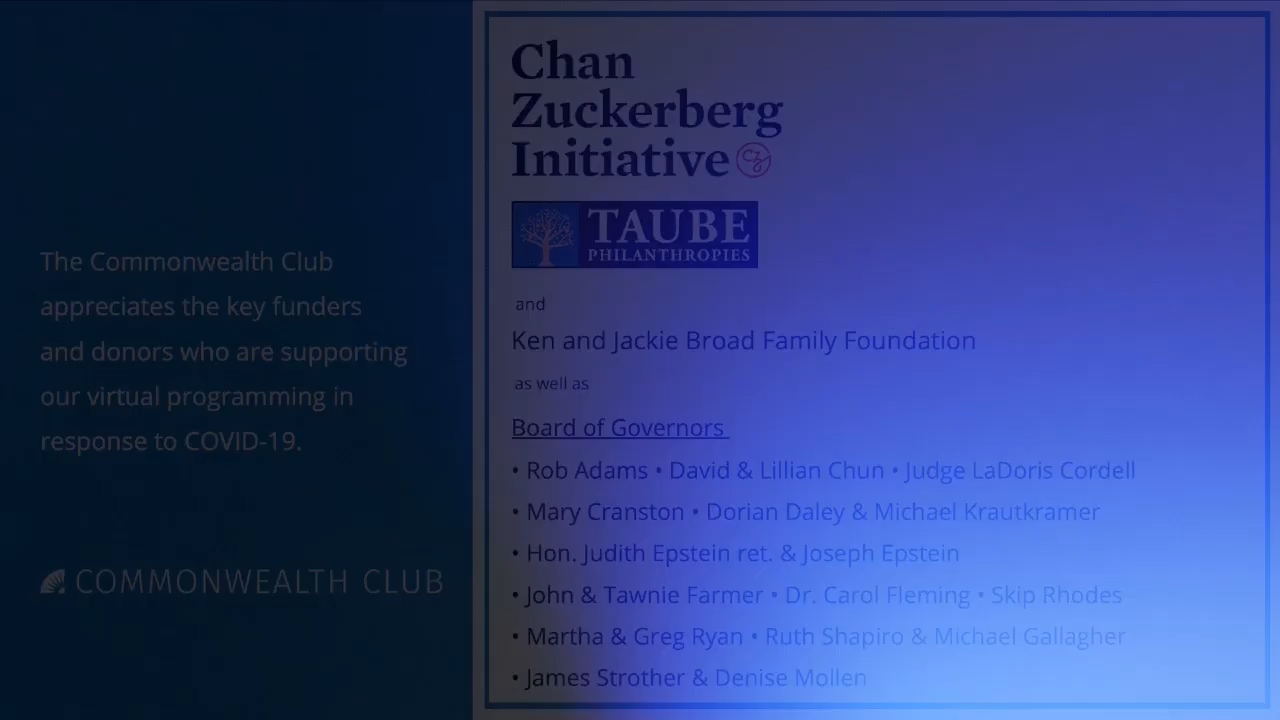 The Commonwealth Club
appreciates the key funders
and donors who are supporting
our virtual programming in
response to COVID-19.
COMMONWEALTH CLUB
Chan
Zuckerberg
Initiative CZI
TAUBE
PHILANTHROPIES
and
Ken and Jackie Broad Family Foundation
as well as
Board of Governors
• Rob Adams • David & Lillian Chun • Judge LaDoris Cordell
• Mary Cranston • Dorian Daley & Michael Krautkramer
• Hon. Judith Epstein ret. & Joseph Epstein
• John & Tawnie Farmer • Dr. Carol Fleming • Skip Rhodes
• Martha & Greg Ryan • Ruth Shapiro & Michael Gallagher
• James Strother & Denise Mollen